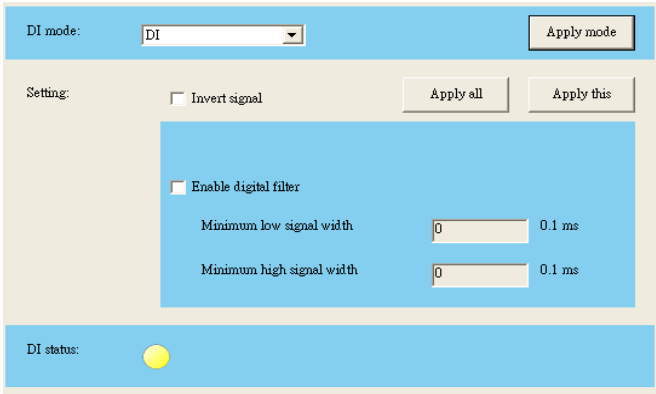 DI mode: DI Apply mode
Setting: Invert signal Apply all Apply this
Enable digital filter
Minimum low signal width 0 0.1 ms
Minimum high signal width 0 0.1 ms
DI status: